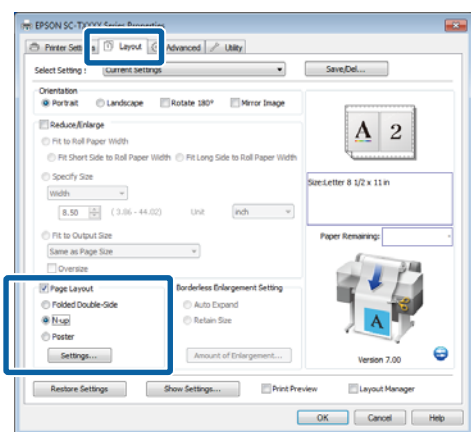 EPSON SC-TXXXX Series Properties
Printer Settings Layout Advanced Utility
Select Setting : Current Settings Save/Del...
Orientation
Portrait Landscape Rotate 180° Mirror Image
Reduce/Enlarge
Fit to Roll Paper Width
Fit Short Side to Roll Paper Width Fit Long Side to Roll Paper Width
A 2
Specify Size
Width
Size:Letter 8 1/2 x 11 in
8.50 ( 3.86 - 44.02) Unit inch
Fit to Output Size
Paper Remaining:
Same as Page Size
Oversize
Page Layout Borderless Enlargement Setting
Folded Double-Side Auto Expand
N-up Retain Size
A
Poster
Settings... Amount of Enlargement...
Version 7.00
Restore Settings Show Settings... Print Preview Layout Manager
OK Cancel Help